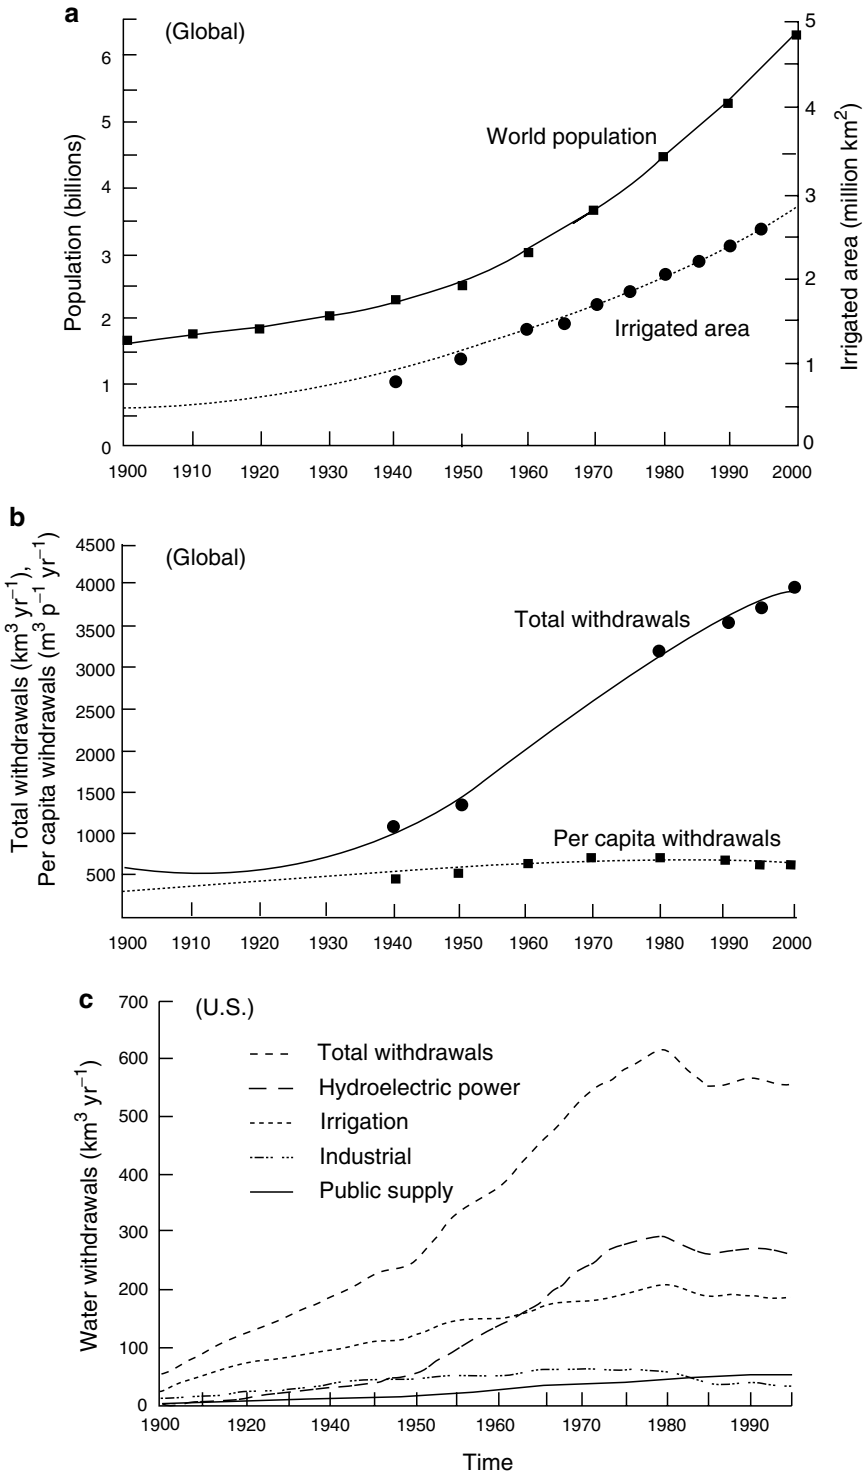 a
(Global)
Population (billions)
6
5
4
3
2
1
0
World population
Irrigated area
5
4
3
2
1
0
Irrigated area (million km²)
1900 1910 1920 1930 1940 1950 1960 1970 1980 1990 2000
b
(Global)
Total withdrawals (km³ yr⁻¹),
Per capita wihdrawals (m³ p⁻¹ yr⁻¹)
4500
4000
3500
3000
2500
2000
1500
1000
500
Total withdrawals
Per capita withdrawals
1900 1910 1920 1930 1940 1950 1960 1970 1980 1990 2000
c
(U.S.)
Water withdrawals (km³ yr⁻¹)
700
600
500
400
300
200
100
0
Total withdrawals
Hydroelectric power
Irrigation
Industrial
Public supply
1900 1920 1930 1940 1950 1960 1970 1980 1990
Time